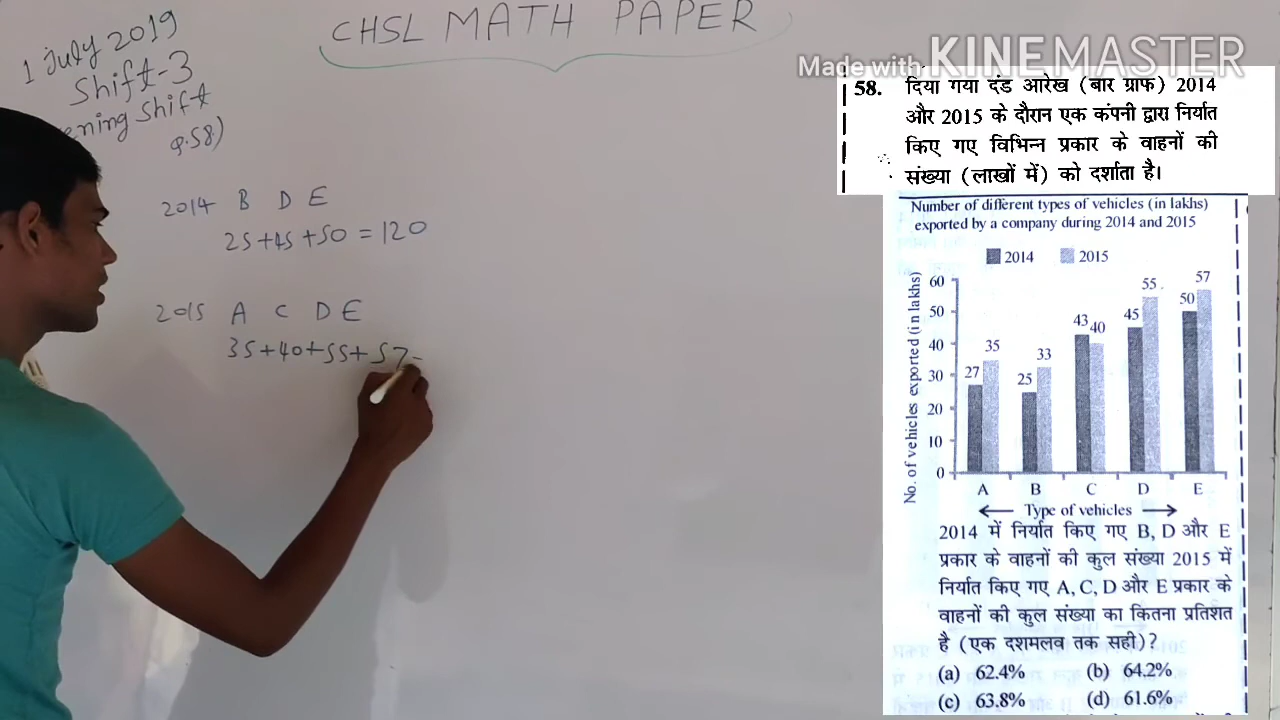 CHSL MATH PAPER
1 July 2019
Shift-3
ening Shift
Q.58)
2014 B D E
25+45+50 = 120
2015 A C D E
35+40+55+57=
Made with KINEMASTER
58. दिया गया दंड आरेख (बार ग्राफ) 2014
और 2015 के दौरान एक कंपनी द्वारा निर्यात
किए गए विभिन्न प्रकार के वाहनों की
संख्या (लाखों में) को दर्शाता है।
Number of different types of vehicles (in lakhs)
exported by a company during 2014 and 2015
2014 2015
No. of vehicles exported (in lakhs)
60
50
40
30
20
10
0
27 35 25 33 43 40 45 55 50 57
A B C D E
Type of vehicles
2014 में निर्यात किए गए B, D और E
प्रकार के वाहनों की कुल संख्या 2015 में
निर्यात किए गए A, C, D और E प्रकार के
वाहनों की कुल संख्या का कितना प्रतिशत
है (एक दशमलव तक सही)?
(a) 62.4% (b) 64.2%
(c) 63.8% (d) 61.6%